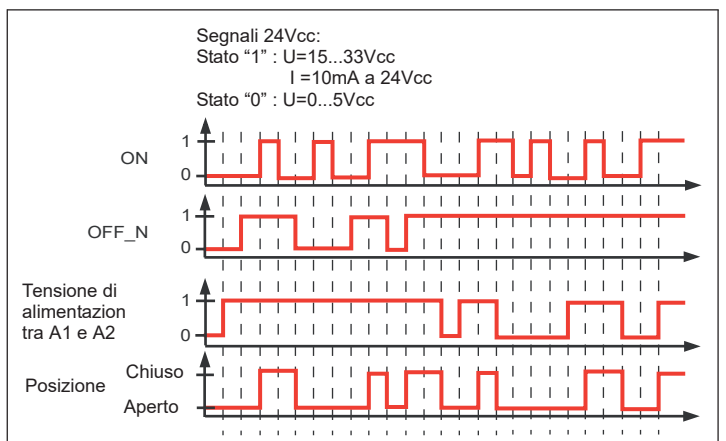 Segnali 24Vcc:
Stato “1” : U=15...33Vcc
I =10mA a 24Vcc
Stato “0” : U=0...5Vcc
1
ON
0
1
OFF_N
0
Tensione di
alimentazion
tra A1 e A2
1
0
Posizione
Chiuso
Aperto